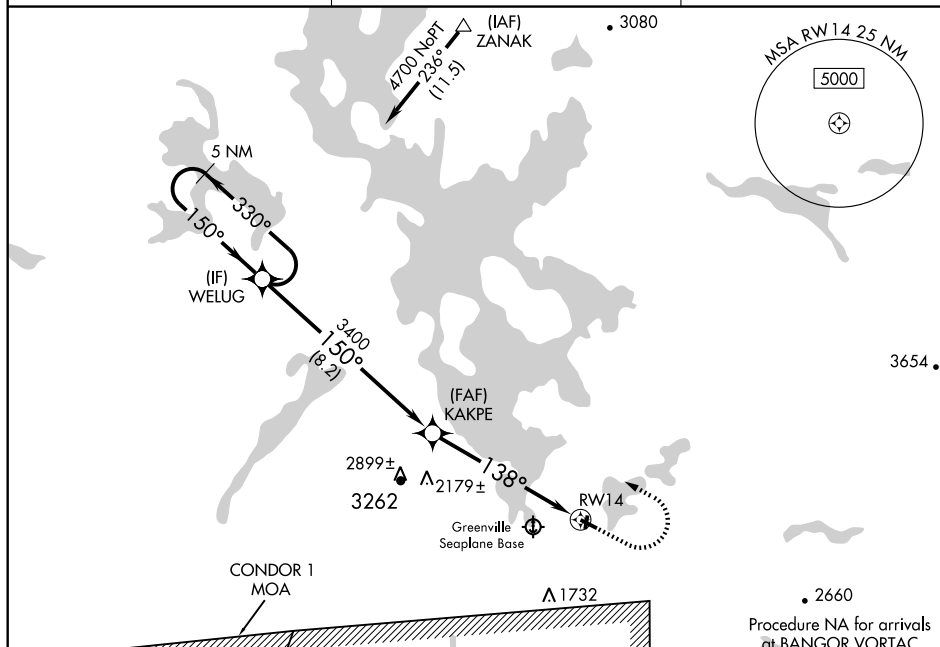 (IAF)
ZANAK
3080
4700 NoPT
236°
(11.5)
MSA RW14 25 NM
5000
5 NM
330°
150°
(IF)
WELUG
3400
150°
(8.2)
3654
(FAF)
KAKPE
138°
2899±
2179±
3262
RW14
Greenville
Seaplane Base
CONDOR 1
MOA
1732
2660
Procedure NA for arrivals
at BANGOR VORTAC